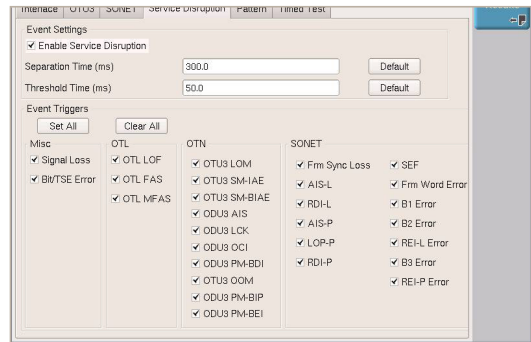 Interface OTU3 SONET Service Disruption Pattern Timed Test
Event Settings
Enable Service Disruption
Separation Time (ms) 300.0 Default
Threshold Time (ms) 50.0 Default
Event Triggers
Set All Clear All
Misc
Signal Loss
Bit/TSE Error
OTL
OTL LOF
OTL FAS
OTL MFAS
OTN
OTU3 LOM
OTU3 SM-IAE
OTU3 SM-BIAE
ODU3 AIS
ODU3 LCK
ODU3 OCI
ODU3 PM-BDI
OTU3 OOM
ODU3 PM-BIP
ODU3 PM-BEI
SONET
Frm Sync Loss
AIS-L
RDI-L
AIS-P
LOP-P
RDI-P
SEF
Frm Word Error
B1 Error
B2 Error
REI-L Error
B3 Error
REI-P Error